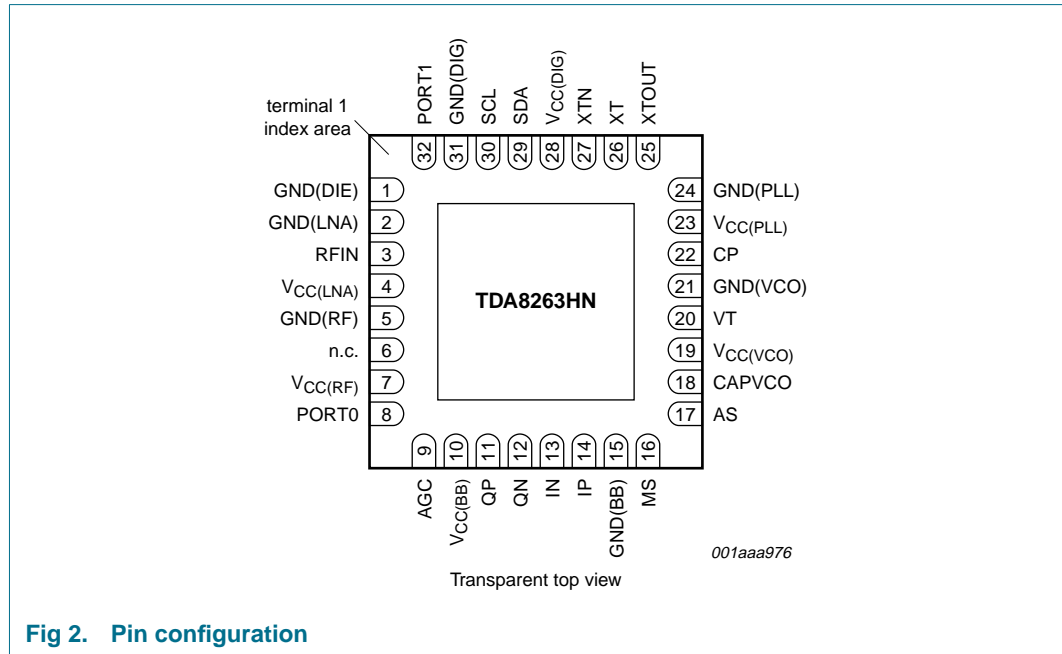 PORT1
GND(DIG)
SCL
SDA
VCC(DIG)
XTN
XT
XTOUT
terminal 1
index area
32
31
30
29
28
27
26
25
GND(DIE) 1
GND(LNA) 2
RFIN 3
VCC(LNA) 4
GND(RF) 5
n.c. 6
VCC(RF) 7
PORT0 8
TDA8263HN
24 GND(PLL)
23 VCC(PLL)
22 CP
21 GND(VCO)
20 VT
19 VCC(VCO)
18 CAPVCO
17 AS
9
10
11
12
13
14
15
16
AGC
VCC(BB)
QP
QN
IN
IP
GND(BB)
MS
001aaa976
Transparent top view
Fig 2. Pin configuration